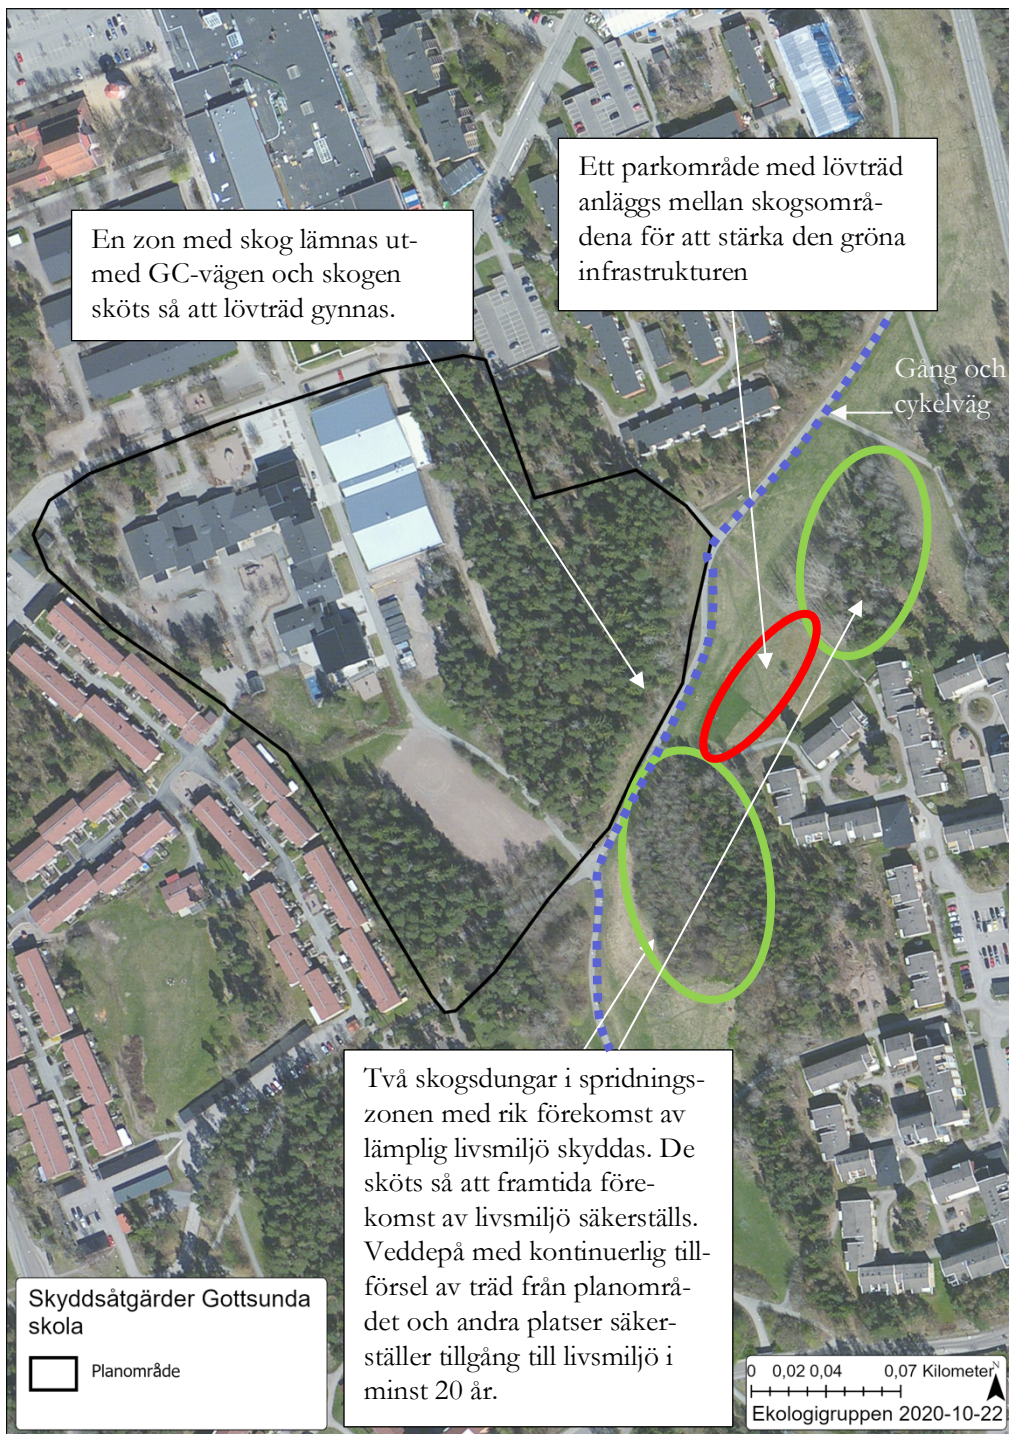 Ett parkområde med lövträd
anläggs mellan skogsområ-
dena för att stärka den gröna
infrastrukturen
En zon med skog lämnas ut-
med GC-vägen och skogen
sköts så att lövträd gynnas.
Gång och
cykelväg
Två skogsdungar i spridnings-
zonen med rik förekomst av
lämplig livsmiljö skyddas. De
sköts så att framtida före-
komst av livsmiljö säkerställs.
Veddepå med kontinuerlig till-
försel av träd från planområ-
det och andra platser säker-
ställer tillgång till livsmiljö i
minst 20 år.
Skyddsåtgärder Gottsunda
skola
Planområde
0 0,02 0,04 0,07 Kilometer
N
Ekologigruppen 2020-10-22